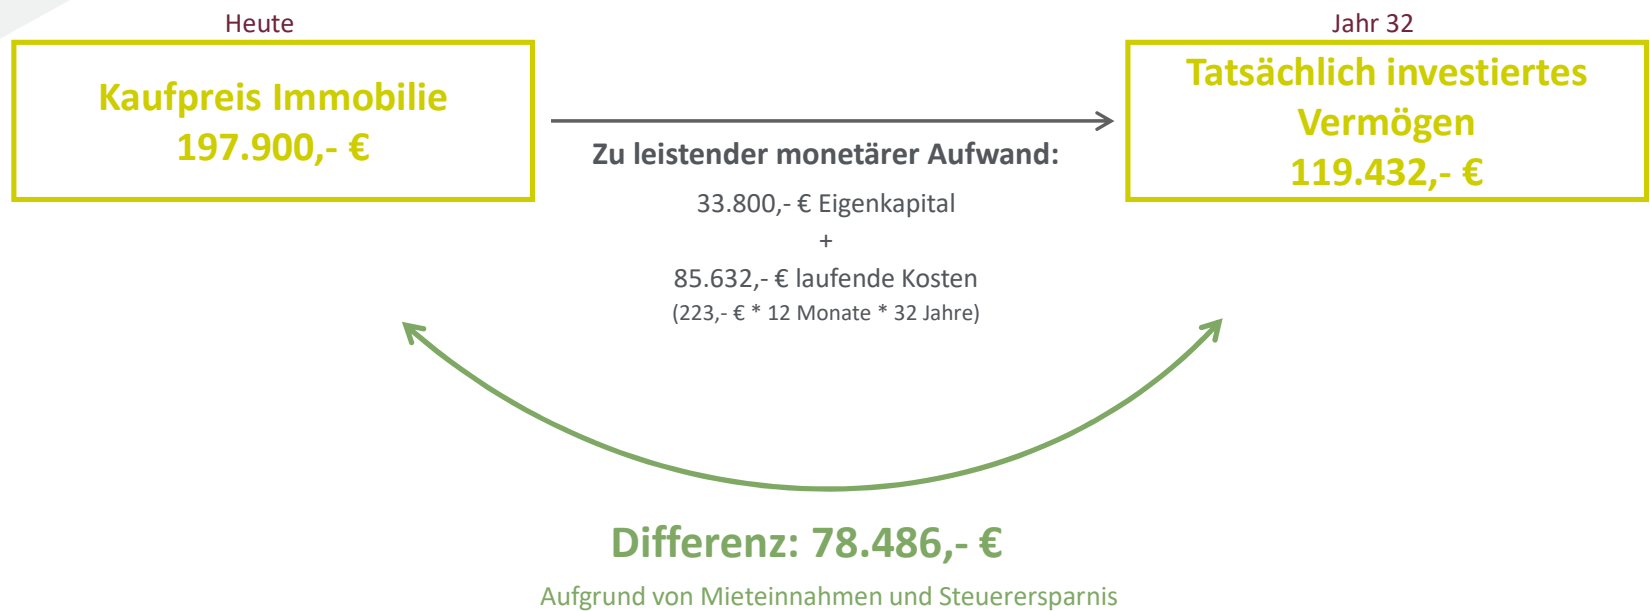 Heute
Kaufpreis Immobilie
197.900,- €
Zu leistender monetärer Aufwand:
33.800,- € Eigenkapital
+
85.632,- € laufende Kosten
(223,- € * 12 Monate * 32 Jahre)
Jahr 32
Tatsächlich investiertes
Vermögen
119.432,- €
Differenz: 78.486,- €
Aufgrund von Mieteinnahmen und Steuerersparnis